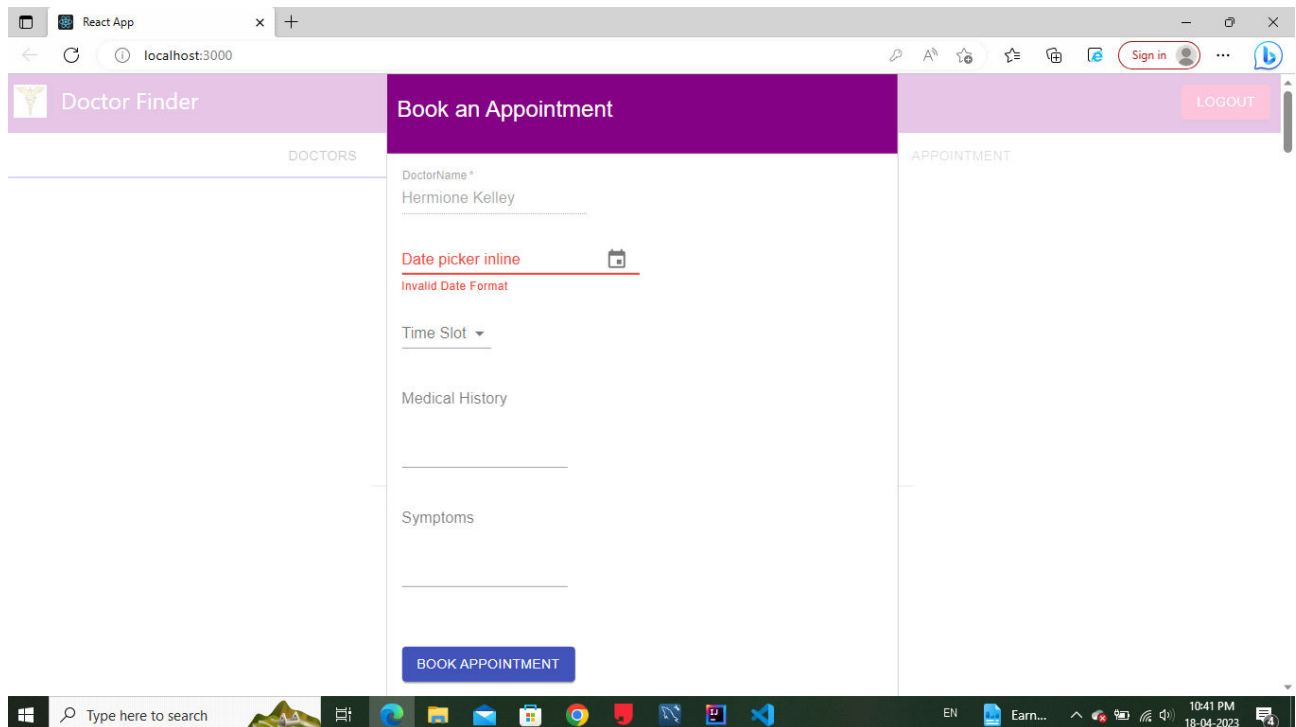 React App
localhost:3000
Sign in
Doctor Finder
Book an Appointment
LOGOUT
DOCTORS
APPOINTMENT
DoctorName *
Hermione Kelley
Date picker inline
Invalid Date Format
Time Slot
Medical History
Symptoms
BOOK APPOINTMENT
Type here to search
EN
Earn...
10:41 PM
18-04-2023
4